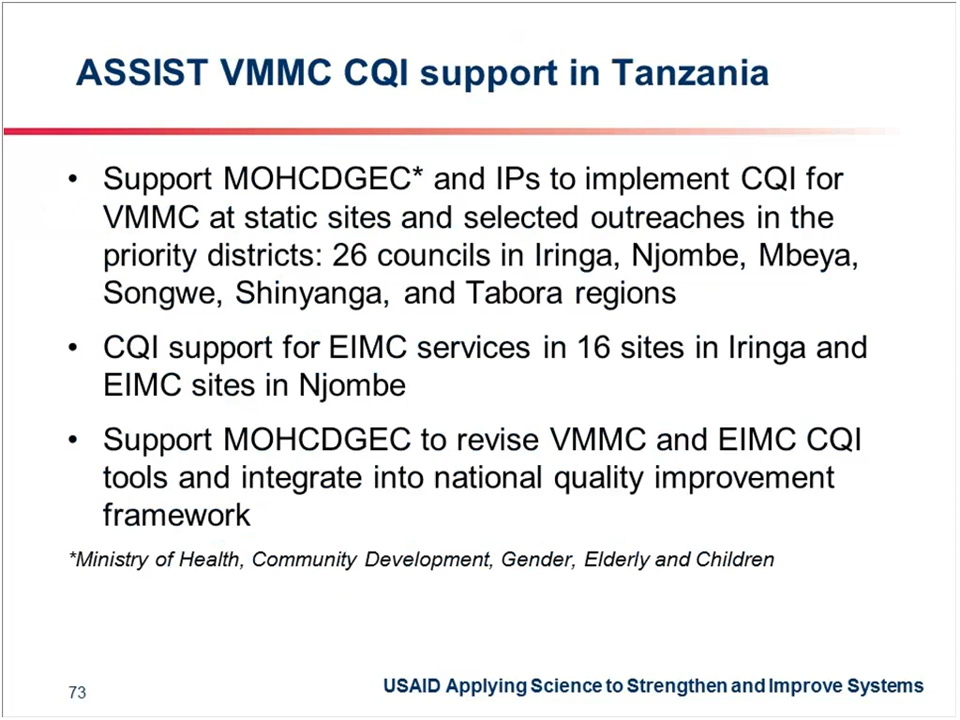 ASSIST VMMC CQI support in Tanzania
• Support MOHCDGEC* and IPs to implement CQI for
VMMC at static sites and selected outreaches in the
priority districts: 26 councils in Iringa, Njombe, Mbeya,
Songwe, Shinyanga, and Tabora regions
• CQI support for EIMC services in 16 sites in Iringa and
EIMC sites in Njombe
• Support MOHCDGEC to revise VMMC and EIMC CQI
tools and integrate into national quality improvement
framework
*Ministry of Health, Community Development, Gender, Elderly and Children
73
USAID Applying Science to Strengthen and Improve Systems